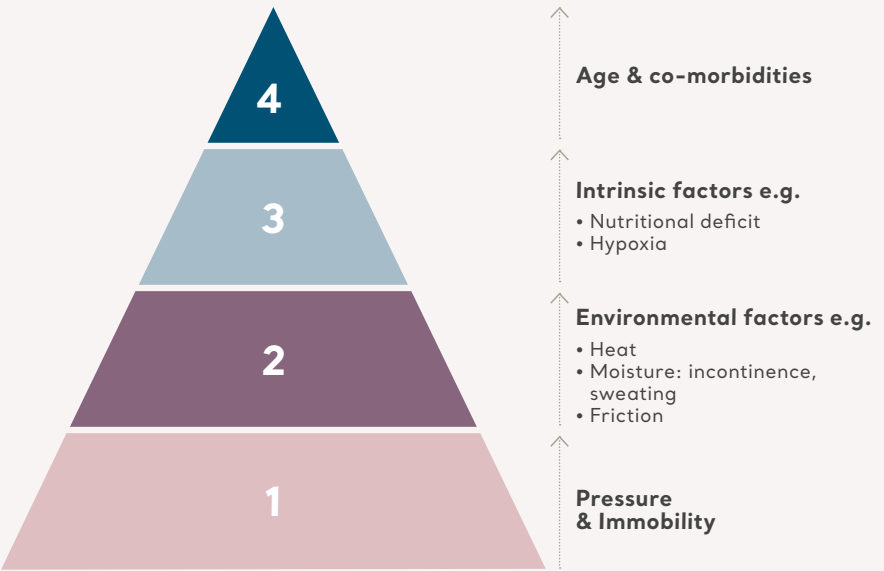 4
Age & co-morbidities
3
Intrinsic factors e.g.
• Nutritional deficit
• Hypoxia
2
Environmental factors e.g.
• Heat
• Moisture: incontinence,
sweating
• Friction
1
Pressure
& Immobility